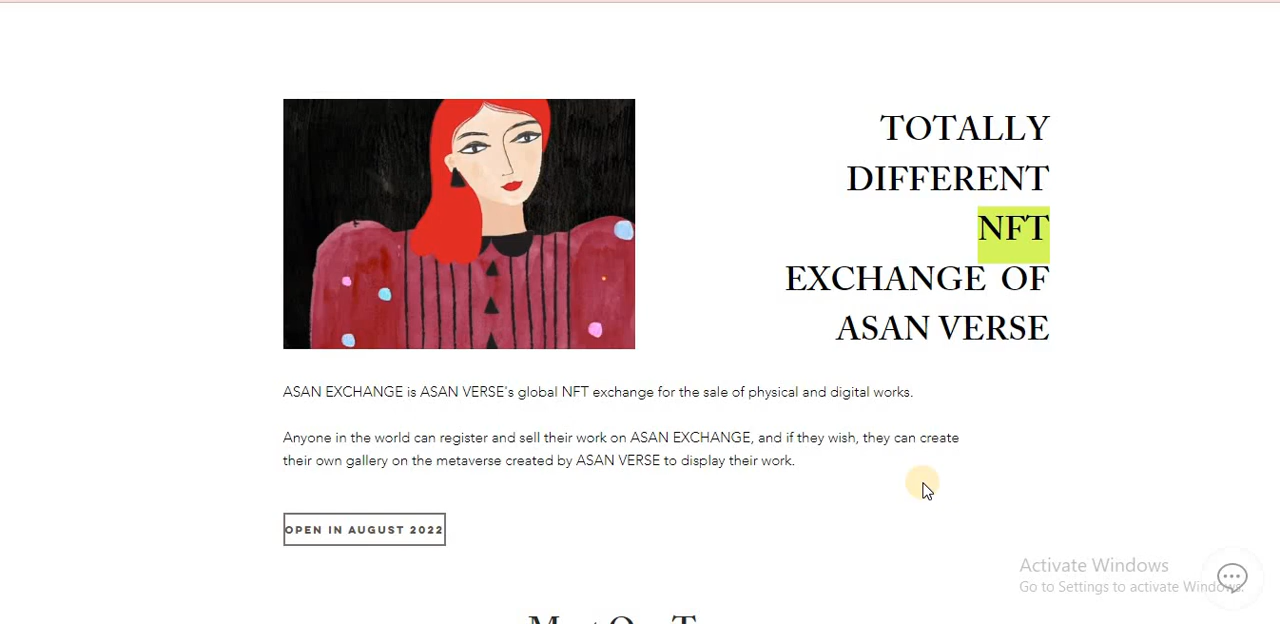 TOTALLY
DIFFERENT
NFT
EXCHANGE OF
ASAN VERSE
ASAN EXCHANGE is ASAN VERSE's global NFT exchange for the sale of physical and digital works.
Anyone in the world can register and sell their work on ASAN EXCHANGE, and if they wish, they can create
their own gallery on the metaverse created by ASAN VERSE to display their work.
OPEN IN AUGUST 2022
Activate Windows
Go to Settings to activate Windows.